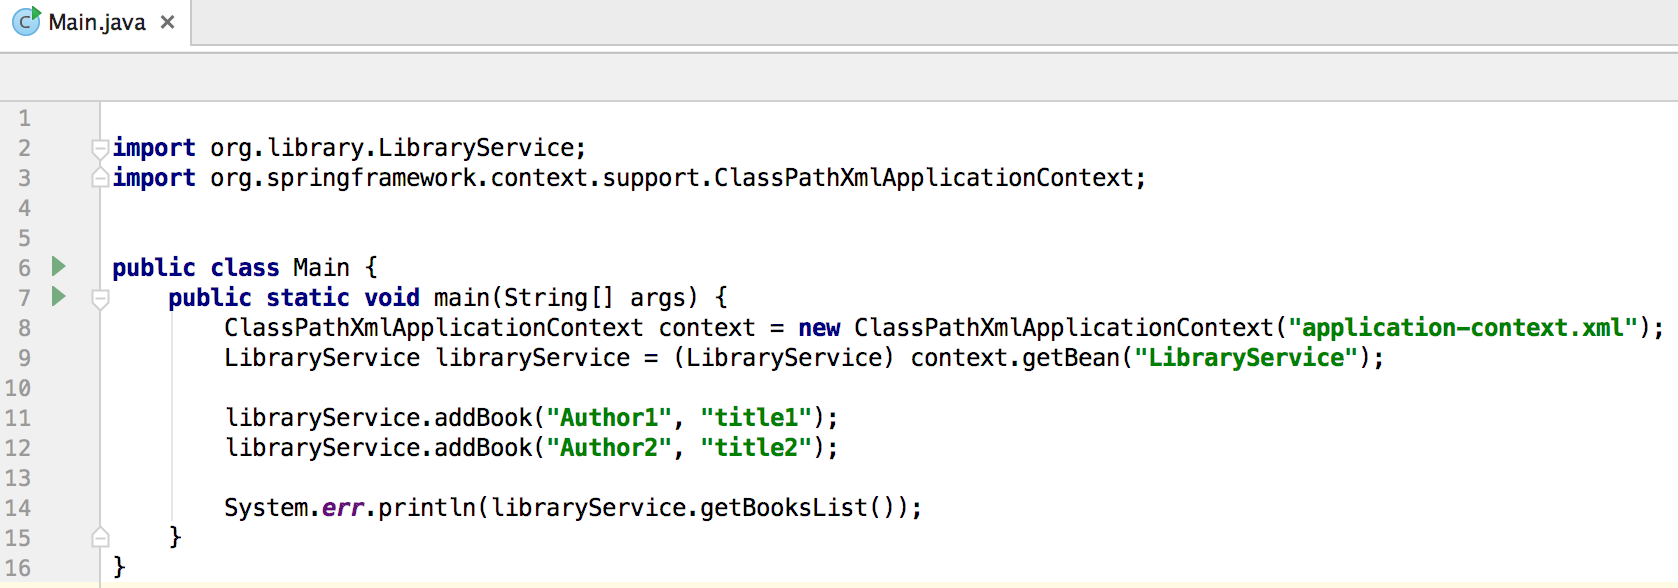 Main.java
1
2 import org.library.LibraryService;
3 import org.springframework.context.support.ClassPathXmlApplicationContext;
4
5
6 public class Main {
7     public static void main(String[] args) {
8         ClassPathXmlApplicationContext context = new ClassPathXmlApplicationContext("application-context.xml");
9         LibraryService libraryService = (LibraryService) context.getBean("LibraryService");
10
11         libraryService.addBook("Author1", "title1");
12         libraryService.addBook("Author2", "title2");
13
14         System.err.println(libraryService.getBooksList());
15     }
16 }